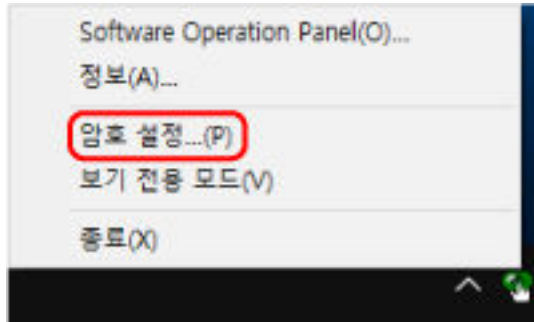 Software Operation Panel(O)...
정보(A)...
암호 설정...(P)
보기 전용 모드(V)
종료(X)